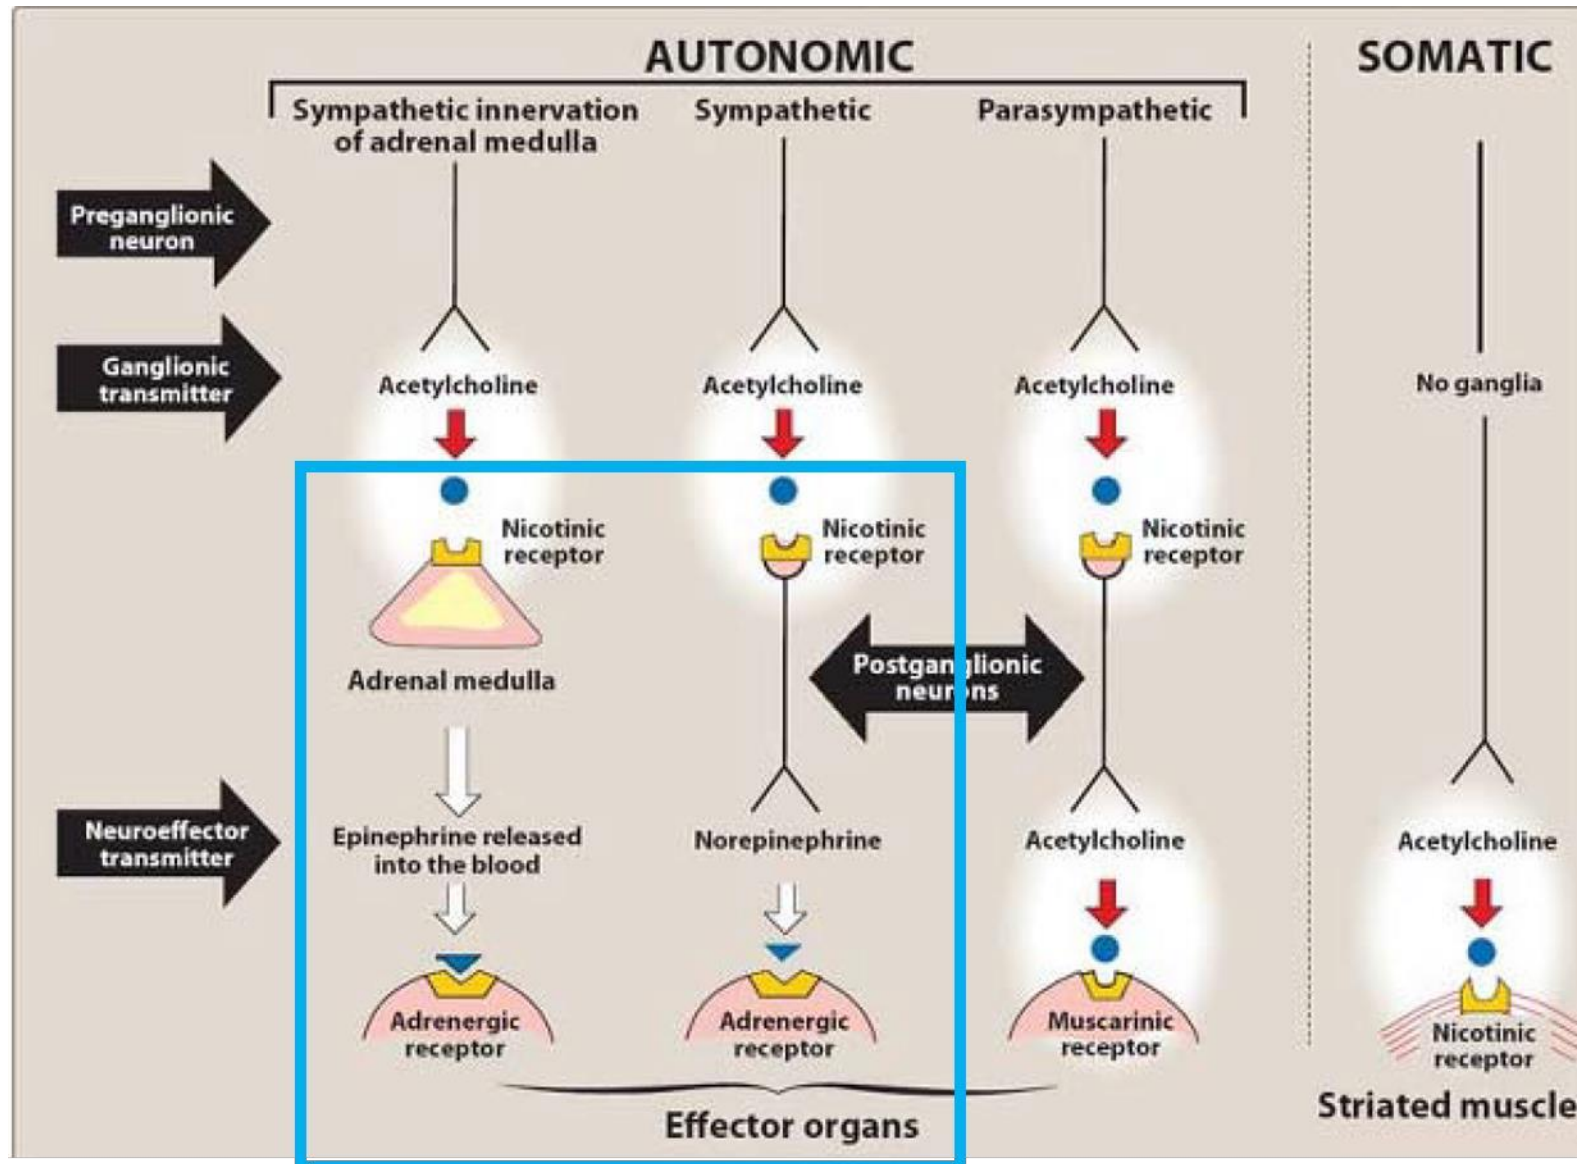 AUTONOMIC
SOMATIC
Sympathetic innervation
of adrenal medulla
Sympathetic
Parasympathetic
Preganglionic
neuron
Ganglionic
transmitter
Acetylcholine
Acetylcholine
Acetylcholine
No ganglia
Nicotinic
receptor
Nicotinic
receptor
Nicotinic
receptor
Adrenal medulla
Postganglionic
neurons
Neuroeffector
transmitter
Epinephrine released
into the blood
Norepinephrine
Acetylcholine
Acetylcholine
Adrenergic
receptor
Adrenergic
receptor
Muscarinic
receptor
Nicotinic
receptor
Effector organs
Striated muscle